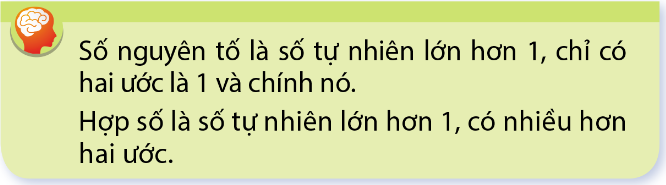 Số nguyên tố là số tự nhiên lớn hơn 1, chỉ có
hai ước là 1 và chính nó.
Hợp số là số tự nhiên lớn hơn 1, có nhiều hơn
hai ước.